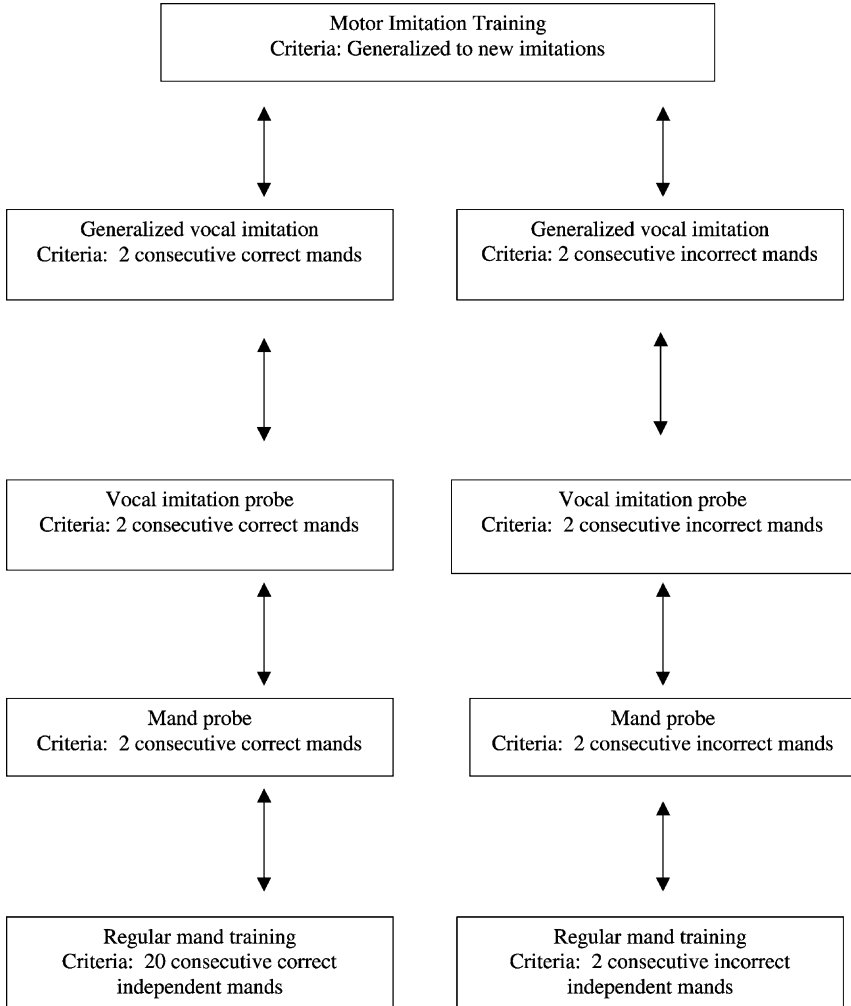 Motor Imitation Training
Criteria: Generalized to new imitations
Generalized vocal imitation
Criteria: 2 consecutive correct mands
Generalized vocal imitation
Criteria: 2 consecutive incorrect mands
Vocal imitation probe
Criteria: 2 consecutive correct mands
Vocal imitation probe
Criteria: 2 consecutive incorrect mands
Mand probe
Criteria: 2 consecutive correct mands
Mand probe
Criteria: 2 consecutive incorrect mands
Regular mand training
Criteria: 20 consecutive correct
independent mands
Regular mand training
Criteria: 2 consecutive incorrect
independent mands